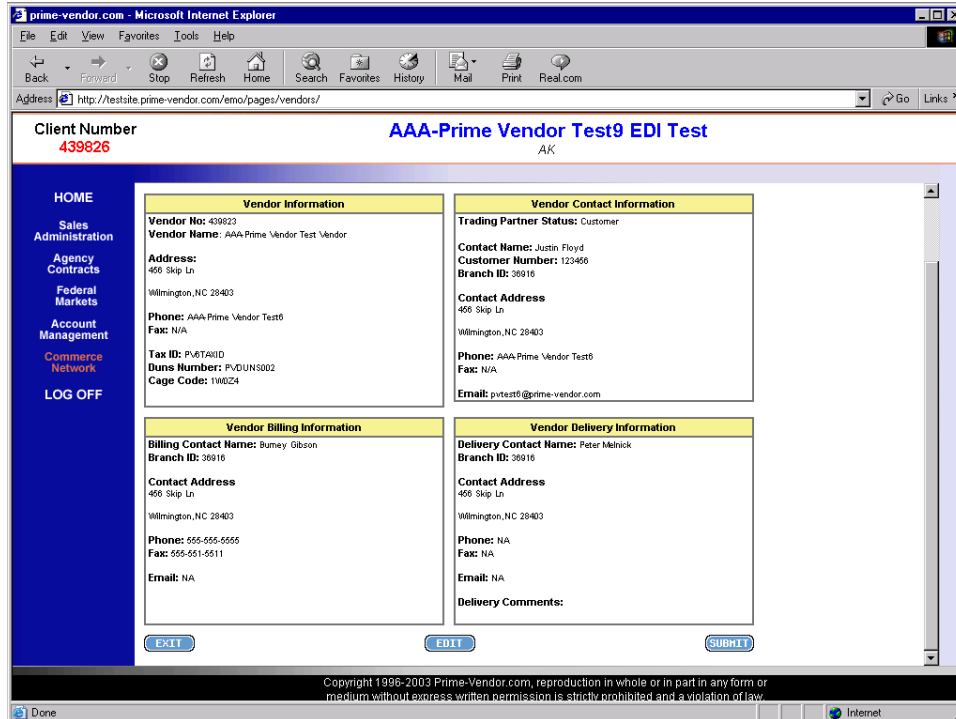 prime-vendor.com - Microsoft Internet Explorer
File Edit View Favorites Tools Help
Back Forward Stop Refresh Home Search Favorites History Mail Print Real.com
Address http://testsite.prime-vendor.com/emo/pages/vendors/ Go Links
Client Number
439826
AAA-Prime Vendor Test9 EDI Test
AK
HOME
Sales
Administration
Agency
Contracts
Federal
Markets
Account
Management
Commerce
Network
LOG OFF
Vendor Information
Vendor No: 439823
Vendor Name: AAA-Prime Vendor Test Vendor
Address:
456 Skip Ln
Wilmington,NC 28403
Phone: AAA-Prime Vendor Test6
Fax: N/A
Tax ID: PV6TAXID
Duns Number: PVDUNS002
Cage Code: 1W0Z4
Vendor Contact Information
Trading Partner Status: Customer
Contact Name: Justin Floyd
Customer Number: 123456
Branch ID: 36916
Contact Address
456 Skip Ln
Wilmington,NC 28403
Phone: AAA-Prime Vendor Test6
Fax: N/A
Email: pvtest6@prime-vendor.com
Vendor Billing Information
Billing Contact Name: Burney Gibson
Branch ID: 36916
Contact Address
456 Skip Ln
Wilmington,NC 28403
Phone: 555-555-5555
Fax: 555-551-5511
Email: NA
Vendor Delivery Information
Delivery Contact Name: Peter Melnick
Branch ID: 36916
Contact Address
456 Skip Ln
Wilmington,NC 28403
Phone: NA
Fax: NA
Email: NA
Delivery Comments:
EXIT EDIT SUBMIT
Copyright 1996-2003 Prime-Vendor.com, reproduction in whole or in part in any form or
medium without express written permission is strictly prohibited and a violation of law.
Done Internet